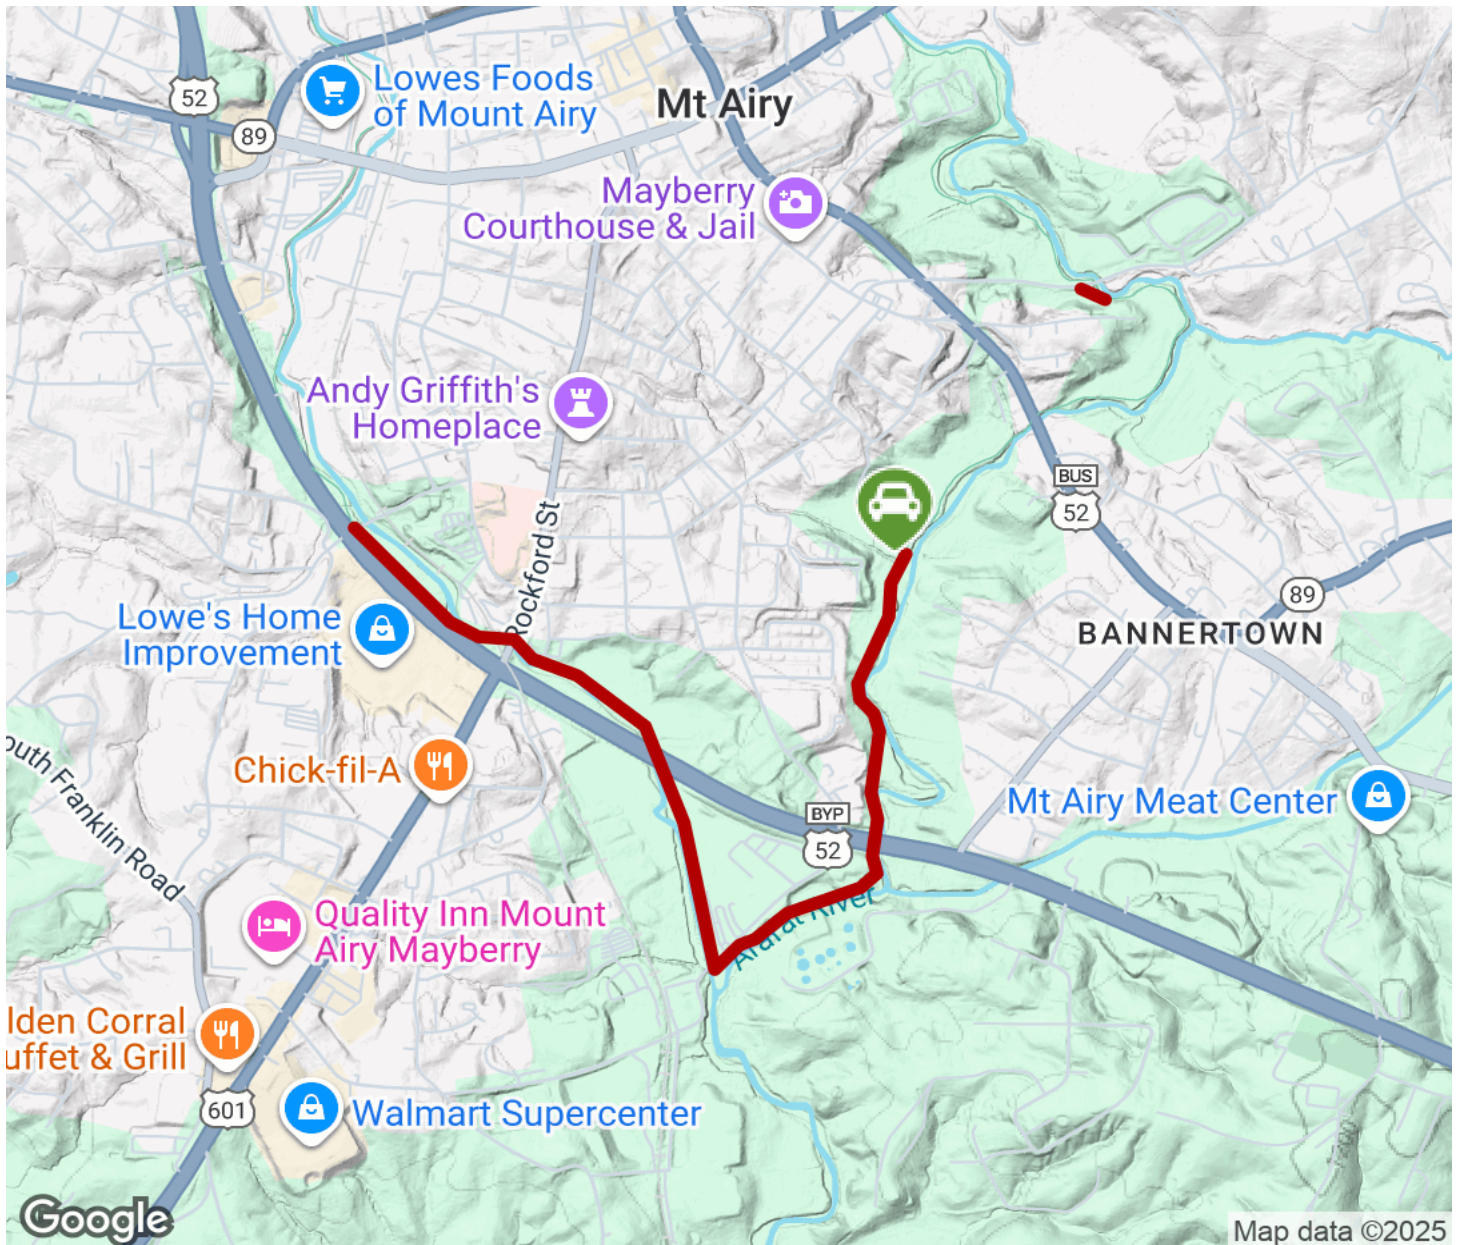 52
89
Lowes Foods
of Mount Airy
Mt Airy
Mayberry
Courthouse & Jail
Andy Griffith's
Homeplace
BUS
52
Rockford St
89
Lowe's Home
Improvement
BANNERTOWN
outh Franklin Road
Chick-fil-A
BYP
52
Mt Airy Meat Center
Ararat River
Quality Inn Mount
Airy Mayberry
lden Corral
uffet & Grill
601
Walmart Supercenter
Google
Map data ©2025